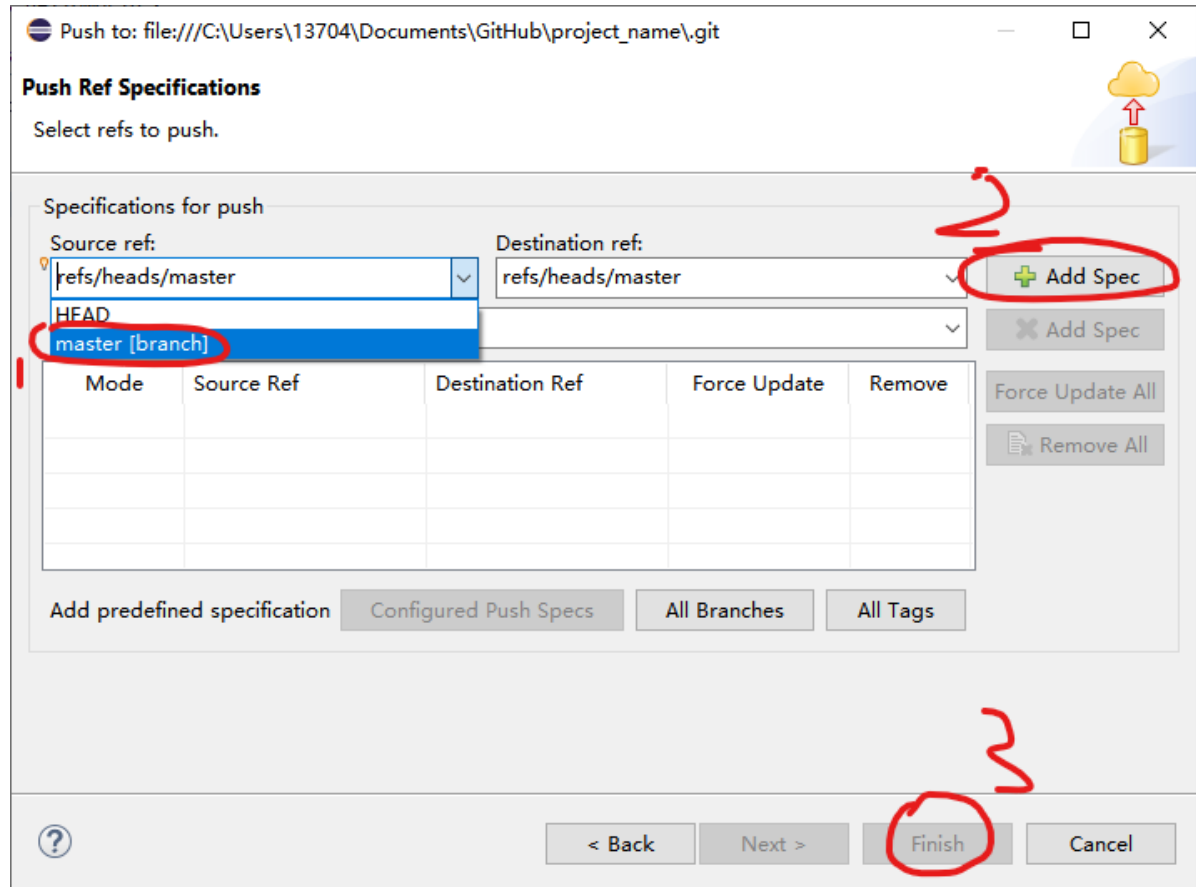 Push to: file:///C:\Users\13704\Documents\GitHub\project_name\.git
Push Ref Specifications
Select refs to push.
Specifications for push
Source ref:
Destination ref:
refs/heads/master
refs/heads/master
Add Spec
2
HEAD
master [branch]
1
Add Spec
Mode Source Ref Destination Ref Force Update Remove
Force Update All
Remove All
Add predefined specification Configured Push Specs All Branches All Tags
3
? < Back Next > Finish Cancel